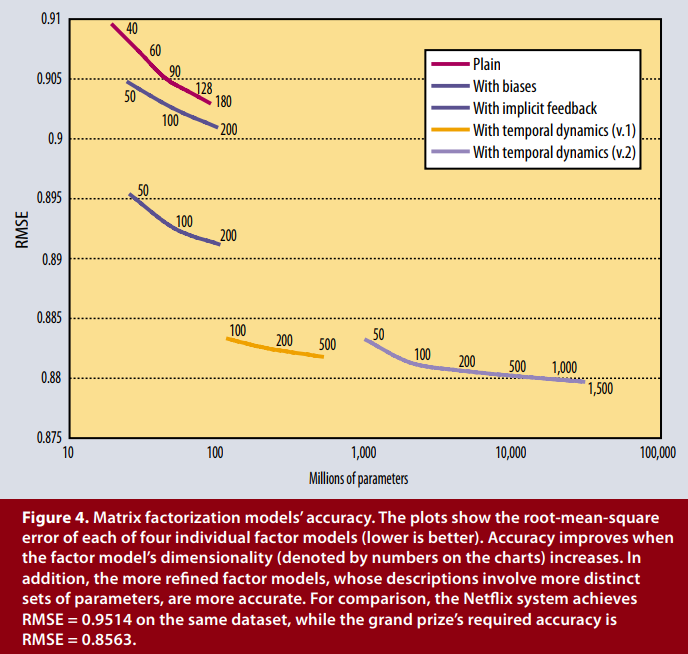 0.91
0.905
0.9
0.895
0.89
0.885
0.88
0.875
RMSE
40
60
90
128
180
50
100
200
50
100
200
100
200
500
50
100
200
500
1,000
1,500
Plain
With biases
With implicit feedback
With temporal dynamics (v.1)
With temporal dynamics (v.2)
10
100
1,000
10,000
100,000
Millions of parameters
Figure 4. Matrix factorization models’ accuracy. The plots show the root-mean-square
error of each of four individual factor models (lower is better). Accuracy improves when
the factor model’s dimensionality (denoted by numbers on the charts) increases. In
addition, the more refined factor models, whose descriptions involve more distinct
sets of parameters, are more accurate. For comparison, the Netflix system achieves
RMSE = 0.9514 on the same dataset, while the grand prize’s required accuracy is
RMSE = 0.8563.